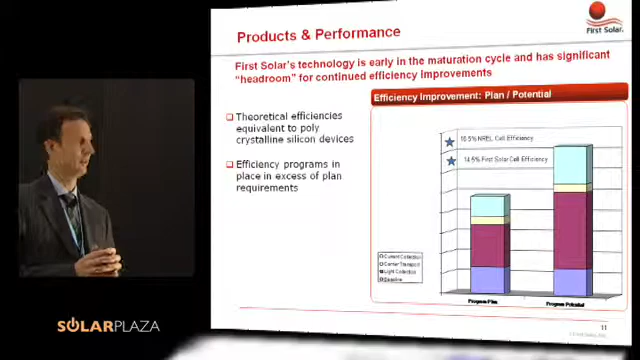 Products & Performance
First Solar.
First Solar's technology is early in the maturation cycle and has significant
"headroom" for continued efficiency improvements
Efficiency Improvement: Plan / Potential
Theoretical efficiencies
equivalent to poly
crystalline silicon devices
Efficiency programs in
place in excess of plan
requirements
16.5% NREL Cell Efficiency
14.5% First Solar Cell Efficiency
Current Collection
Carrier Transport
Light Collection
Baseline
Program Plan
Program Potential
11
SOLARPLAZA